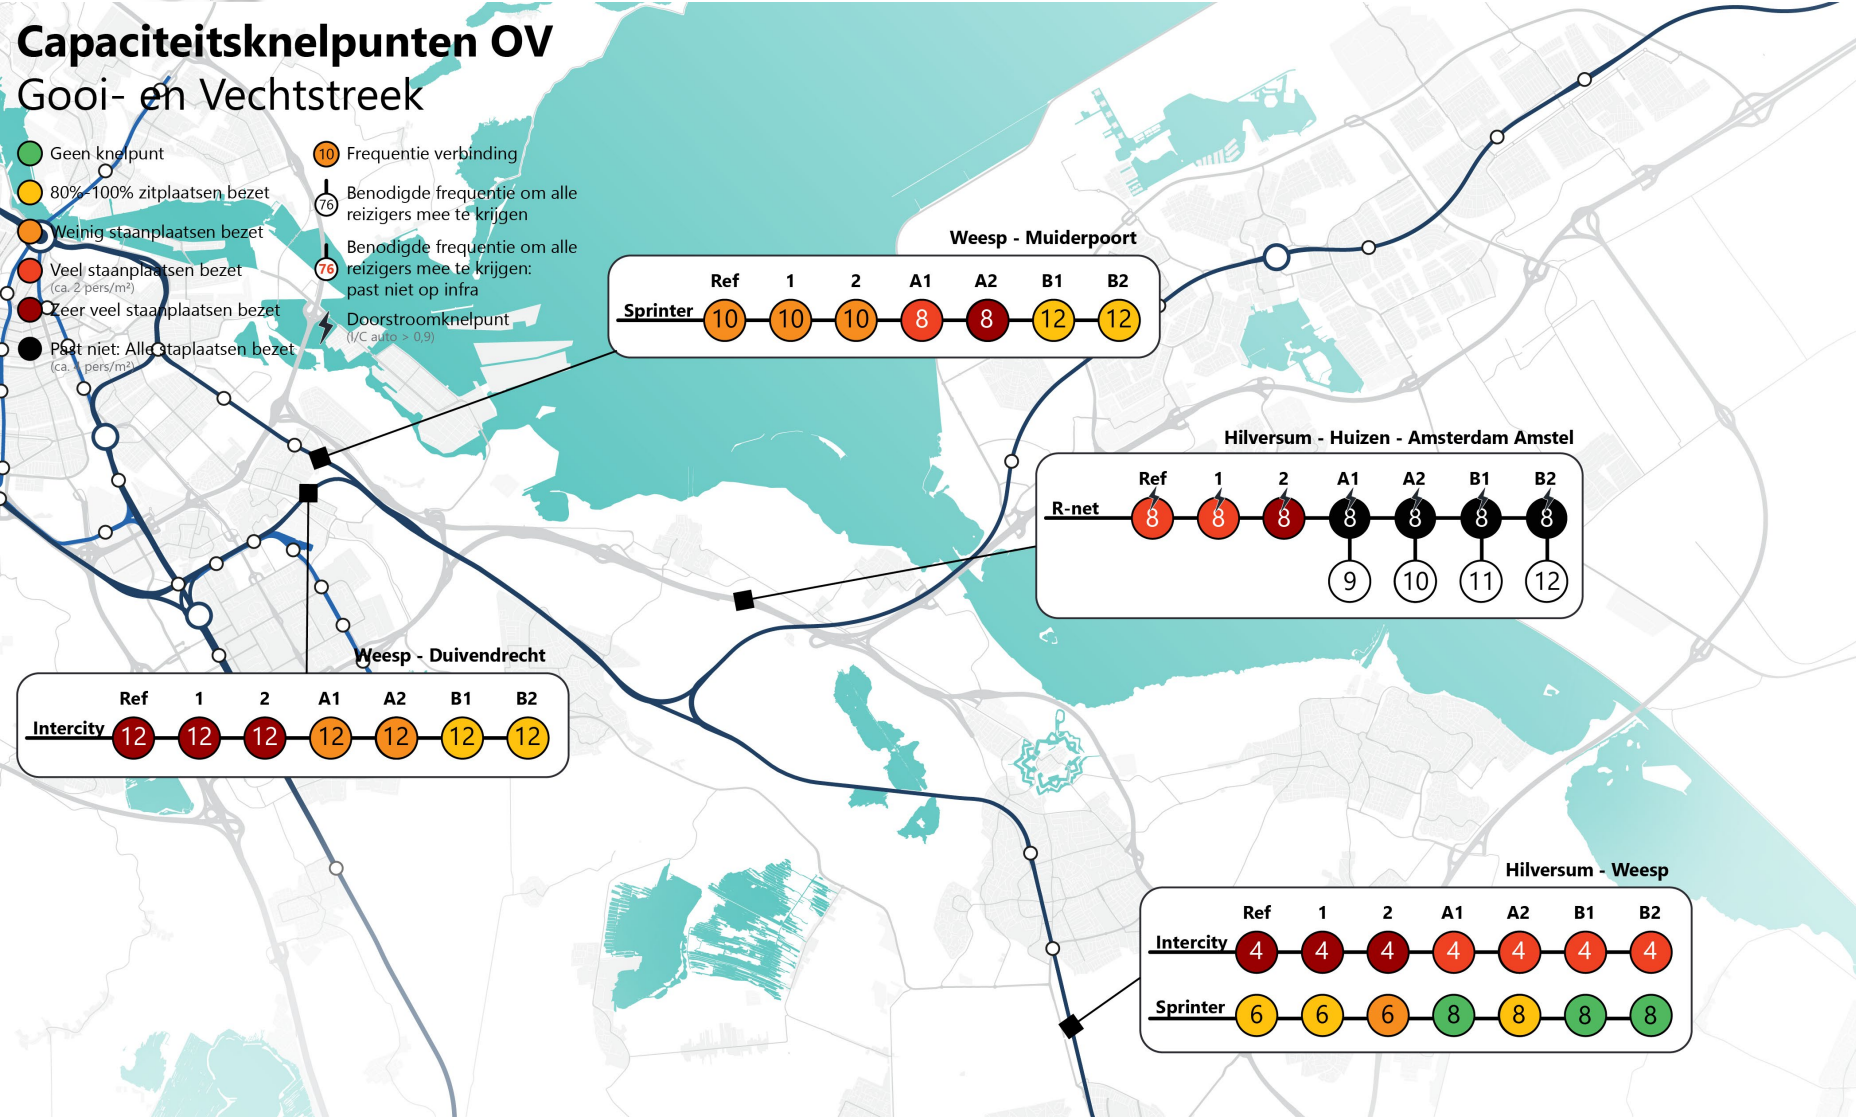 Capaciteitsknelpunten OV
Gooi- en Vechtstreek
Geen knelpunt
80%-100% zitplaatsen bezet
Weinig staanplaatsen bezet
Veel staanplaatsen bezet
(ca. 2 pers/m²)
Zeer veel staanplaatsen bezet
Past niet: Alle staplaatsen bezet
(ca. 4 pers/m²)
10 Frequentie verbinding
76 Benodigde frequentie om alle
reizigers mee te krijgen
Benodigde frequentie om alle
76 reizigers mee te krijgen:
past niet op infra
Doorstroomknelpunt
(I/C auto > 0,9)
Weesp - Muiderpoort
Ref 1 2 A1 A2 B1 B2
Sprinter 10 10 10 8 8 12 12
Hilversum - Huizen - Amsterdam Amstel
Ref 1 2 A1 A2 B1 B2
R-net 8 8 8 8 8 8 8
9 10 11 12
Weesp - Duivendrecht
Ref 1 2 A1 A2 B1 B2
Intercity 12 12 12 12 12 12 12
Hilversum - Weesp
Ref 1 2 A1 A2 B1 B2
Intercity 4 4 4 4 4 4 4
Sprinter 6 6 6 8 8 8 8